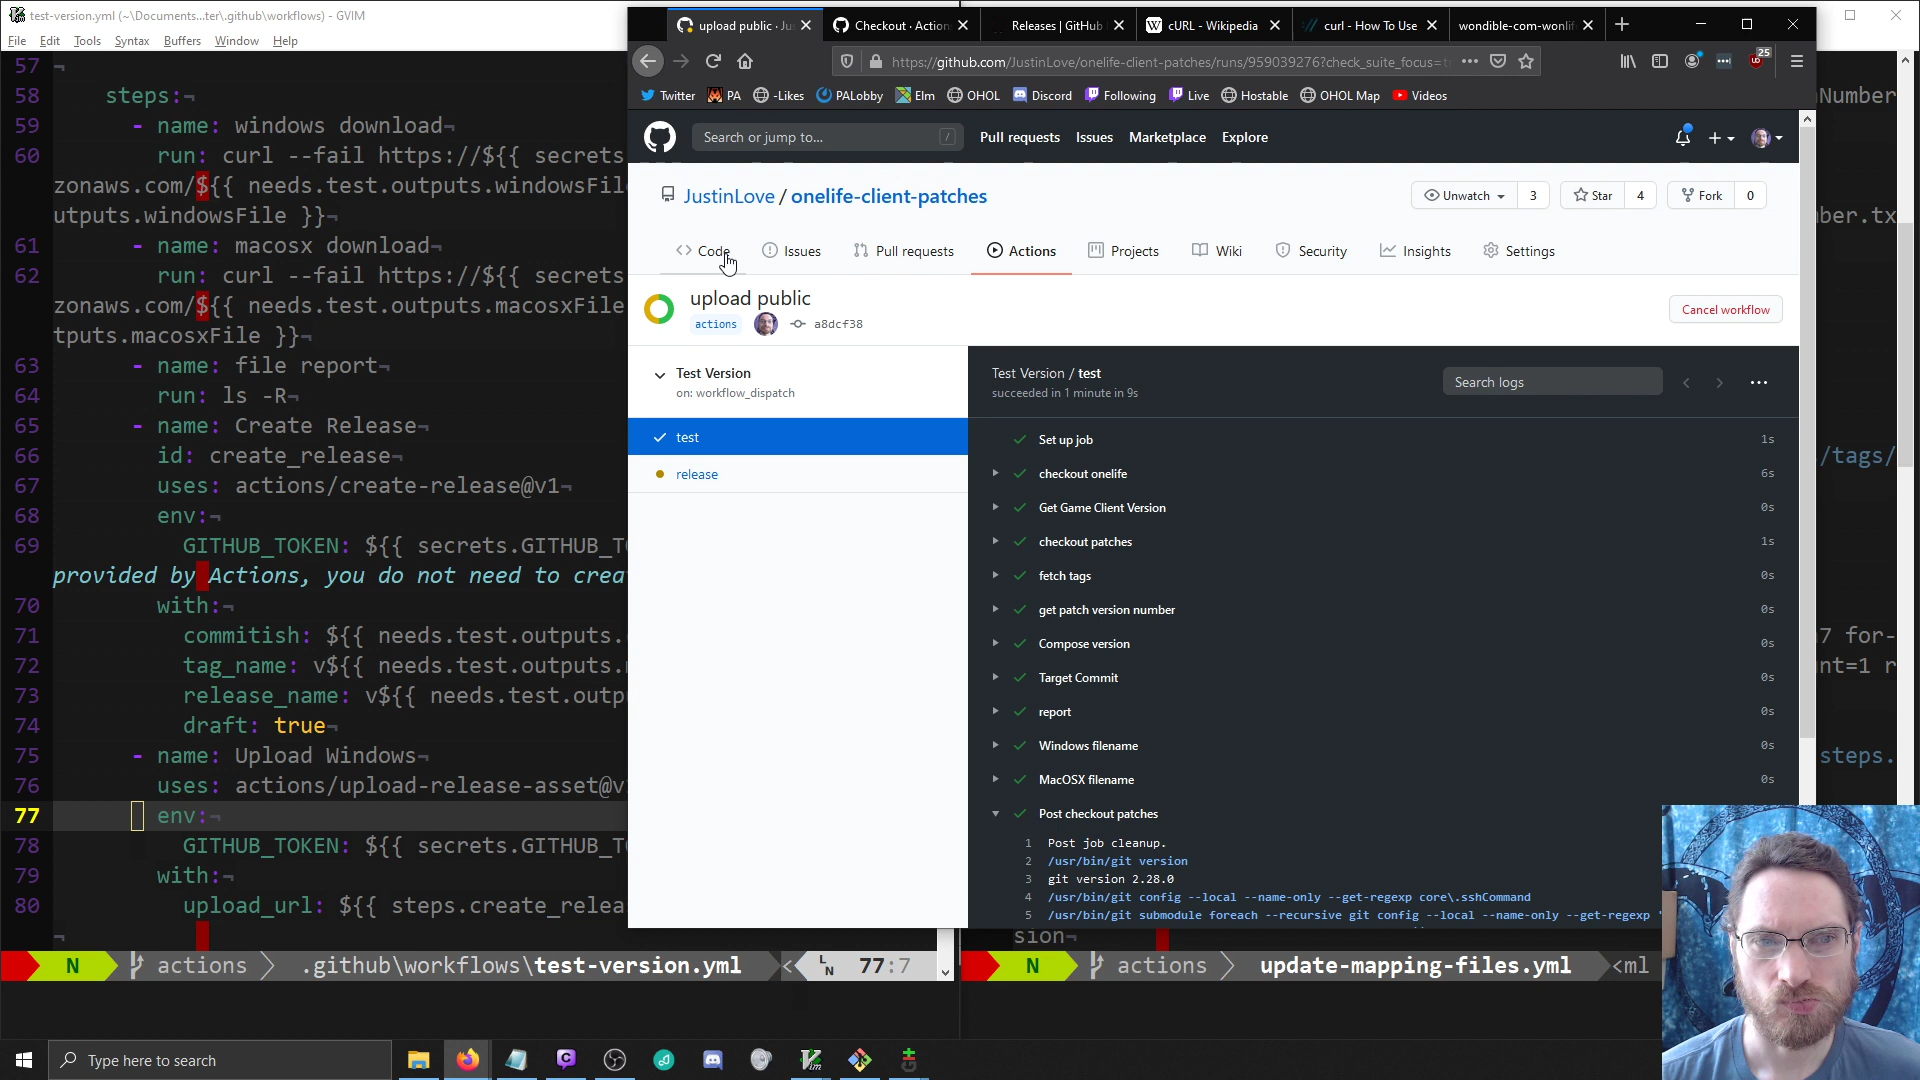 test-version.yml (~\Documents...ter\.github\workflows) - GVIM
File Edit Tools Syntax Buffers Window Help
57 ¬
58 steps:¬
59 - name: windows download¬
60 run: curl --fail https://${{ secrets
zonaws.com/${{ needs.test.outputs.windowsFil
utputs.windowsFile }}¬
61 - name: macosx download¬
62 run: curl --fail https://${{ secrets
zonaws.com/${{ needs.test.outputs.macosxFile
tputs.macosxFile }}¬
63 - name: file report¬
64 run: ls -R¬
65 - name: Create Release¬
66 id: create_release¬
67 uses: actions/create-release@v1¬
68 env:¬
69 GITHUB_TOKEN: ${{ secrets.GITHUB_T
provided by Actions, you do not need to crea
70 with:¬
71 commitish: ${{ needs.test.outputs.
72 tag_name: v${{ needs.test.outputs.
73 release_name: v${{ needs.test.outp
74 draft: true¬
75 - name: Upload Windows¬
76 uses: actions/upload-release-asset@v
77 env:¬
78 GITHUB_TOKEN: ${{ secrets.GITHUB_T
79 with:¬
80 upload_url: ${{ steps.create_relea
¬
N actions .github\workflows\test-version.yml < LN 77:7
upload public · Ju
Checkout · Action
Releases | GitHub
cURL - Wikipedia
curl - How To Use
wondible-com-wonlif
https://github.com/JustinLove/onelife-client-patches/runs/959039276?check_suite_focus=t
25
Twitter PA -Likes PALobby Elm OHOL Discord Following Live Hostable OHOL Map Videos
Search or jump to... /
Pull requests Issues Marketplace Explore
JustinLove / onelife-client-patches
Unwatch 3 Star 4 Fork 0
Code Issues Pull requests Actions Projects Wiki Security Insights Settings
upload public
actions a8dcf38
Cancel workflow
Test Version
on: workflow_dispatch
test
release
Test Version / test
succeeded in 1 minute in 9s
Search logs
Set up job 1s
checkout onelife 6s
Get Game Client Version 0s
checkout patches 1s
fetch tags 0s
get patch version number 0s
Compose version 0s
Target Commit 0s
report 0s
Windows filename 0s
MacOSX filename 0s
Post checkout patches
1 Post job cleanup.
2 /usr/bin/git version
3 git version 2.28.0
4 /usr/bin/git config --local --name-only --get-regexp core\.sshCommand
5 /usr/bin/git submodule foreach --recursive git config --local --name-only --get-regexp
Number
ber.tx
/tags/
7 for-
nt=1 r
steps.
sion¬
N actions update-mapping-files.yml <ml
Type here to search